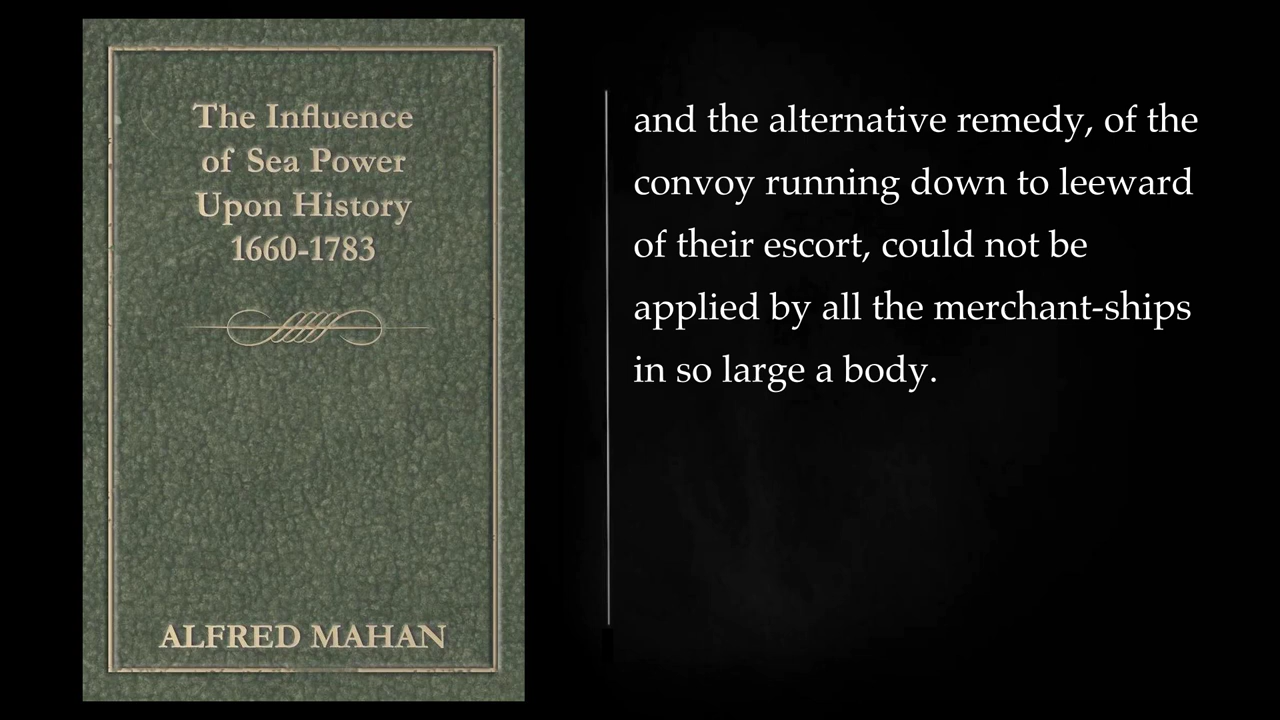 The Influence
of Sea Power
Upon History
1660-1783
ALFRED MAHAN
and the alternative remedy, of the
convoy running down to leeward
of their escort, could not be
applied by all the merchant-ships
in so large a body.